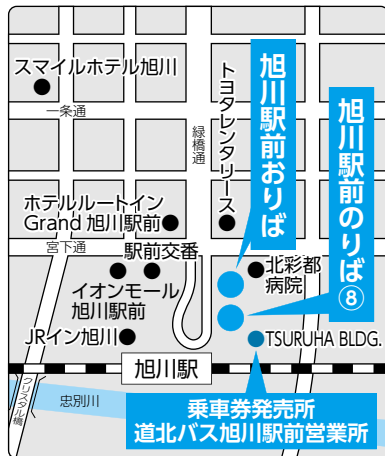 スマイルホテル旭川
一条通
緑橋通
トヨタレンタリース
旭川駅前おりば
旭川駅前のりば⑧
ホテルルートイン
Grand 旭川駅前
宮下通
駅前交番
イオンモール
旭川駅前
北彩都
病院
JRイン旭川
TSURUHA BLDG.
旭川駅
クリスタル橋
忠別川
乗車券発売所
道北バス旭川駅前営業所